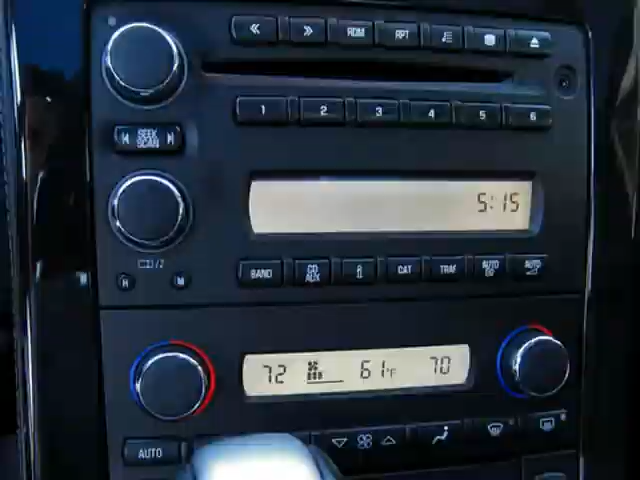 RDM RPT
1 2 3 4 5 6
SEEK
SCAN
5:15
BAND CD
AUX i CAT TRAF AUTO AUTO
H M
72 61°F 70
AUTO